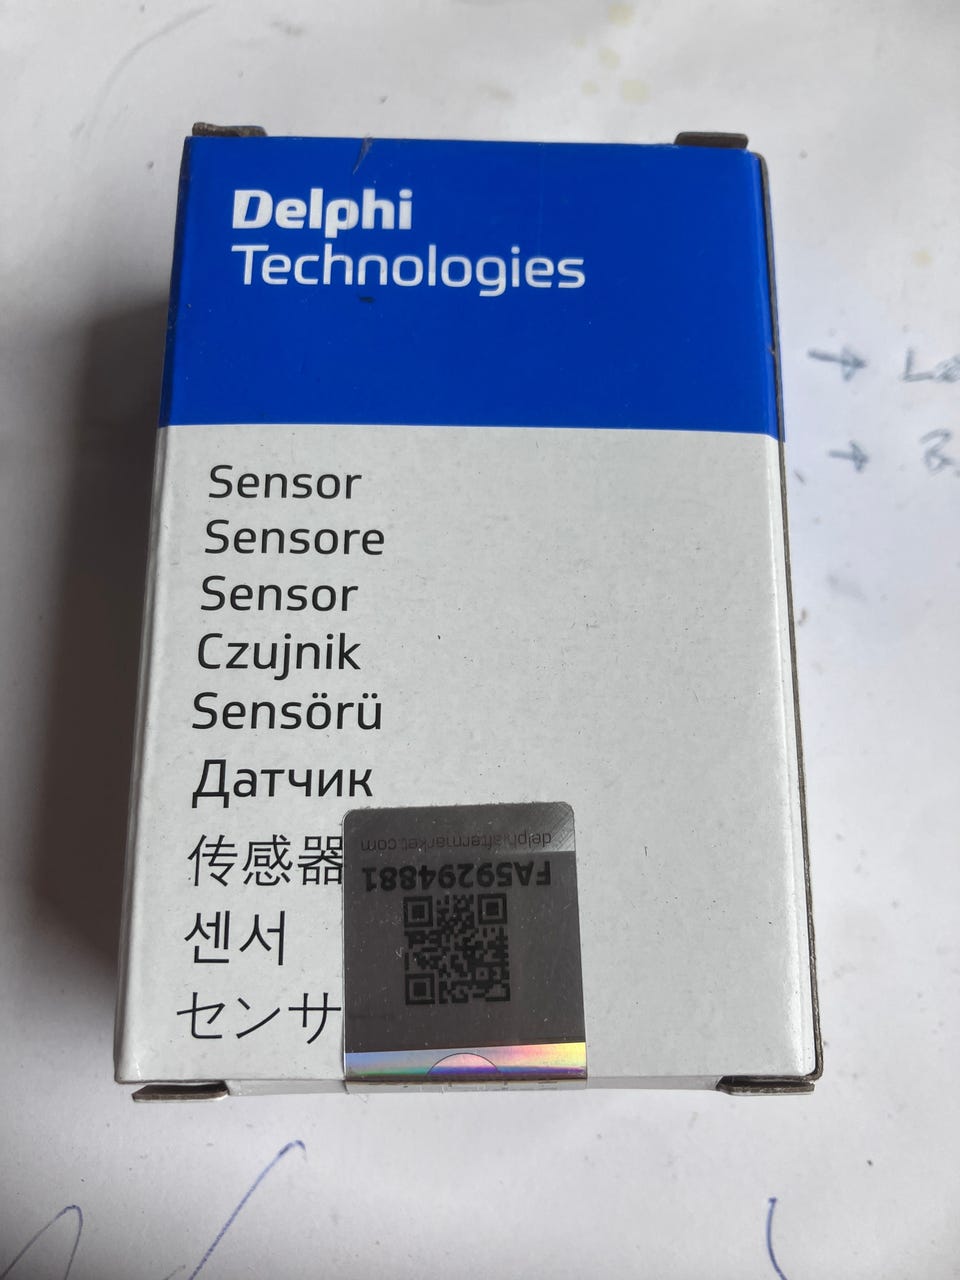 Delphi
Technologies
Sensor
Sensore
Sensor
Czujnik
Sensörü
Датчик
传感器
센서
センサ
delphiaftermarket.com
FA59294881